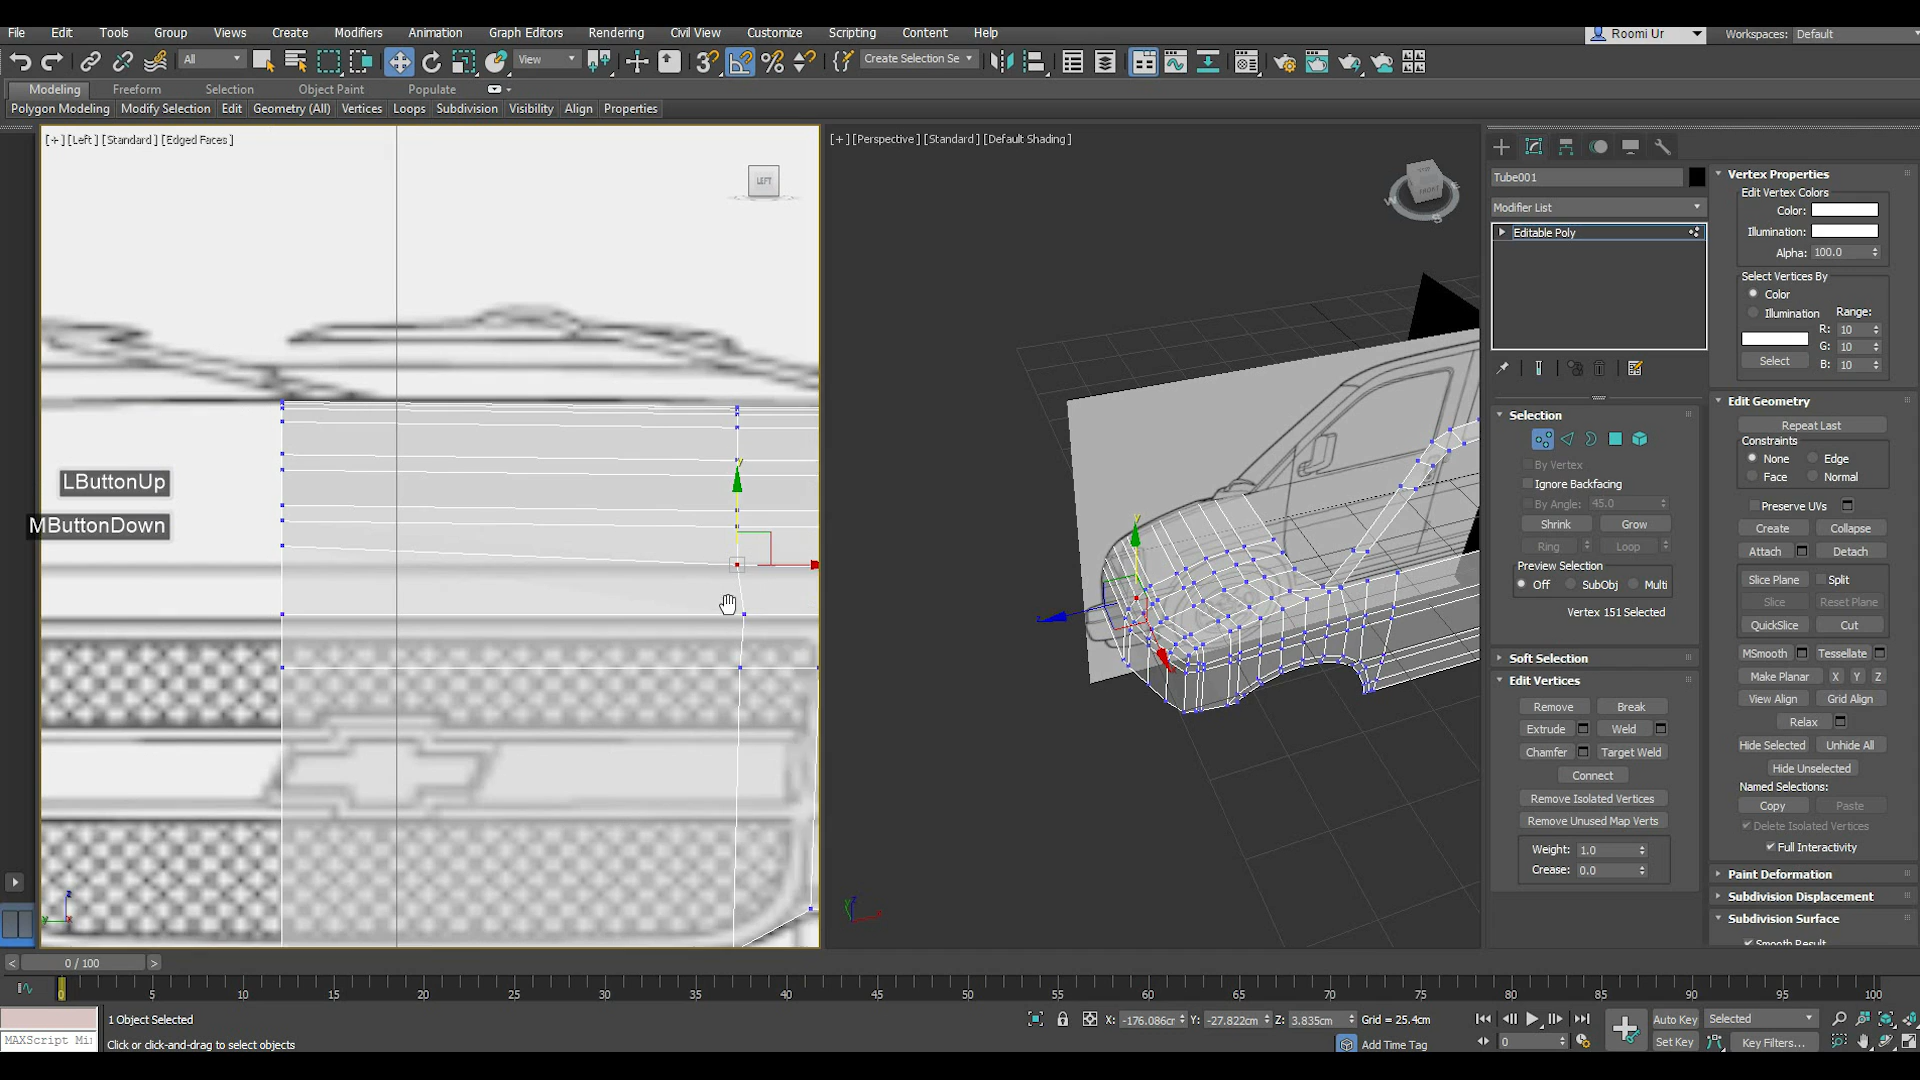 File Edit Tools Group Views Create Modifiers Animation Graph Editors Rendering Civil View Customize Scripting Content Help Roomi Ur Workspaces: Default
All View Create Selection Se
Modeling Freeform Selection Object Paint Populate
Polygon Modeling Modify Selection Edit Geometry (All) Vertices Loops Subdivision Visibility Align Properties
[+] [Left ] [Standard ] [Edged Faces ]
[+] [Perspective ] [Standard ] [Default Shading ]
LEFT
FRONT
W
S
LButtonUp
MButtonDown
Tube001
Modifier List
Editable Poly
Selection
By Vertex
Ignore Backfacing
By Angle: 45.0
Shrink Grow
Ring Loop
Preview Selection
Off SubObj Multi
Vertex 151 Selected
Soft Selection
Edit Vertices
Remove Break
Extrude Weld
Chamfer Target Weld
Connect
Remove Isolated Vertices
Remove Unused Map Verts
Weight: 1.0
Crease: 0.0
Vertex Properties
Edit Vertex Colors
Color:
Illumination:
Alpha: 100.0
Select Vertices By
Color
Illumination Range:
R: 10
G: 10
Select B: 10
Edit Geometry
Repeat Last
Constraints
None Edge
Face Normal
Preserve UVs
Create Collapse
Attach Detach
Slice Plane Split
Slice Reset Plane
QuickSlice Cut
MSmooth Tessellate
Make Planar X Y Z
View Align Grid Align
Relax
Hide Selected Unhide All
Hide Unselected
Named Selections:
Copy Paste
Delete Isolated Vertices
Full Interactivity
Paint Deformation
Subdivision Displacement
Subdivision Surface
Smooth Result
< 0 / 100 >
0 5 10 15 20 25 30 35 40 45 50 55 60 65 70 75 80 85 90 95 100
1 Object Selected X: -176.086cm Y: -27.822cm Z: 3.835cm Grid = 25.4cm Auto Key Selected
MAXScript Mi Click or click-and-drag to select objects Add Time Tag 0 Set Key Key Filters...